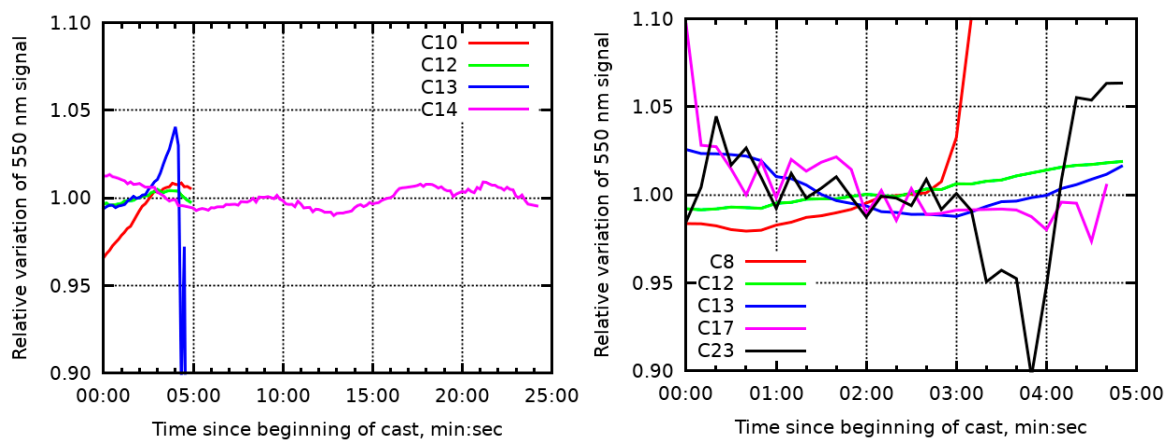 Relative variation of 550 nm signal
1.10
1.05
1.00
0.95
0.90
C10
C12
C13
C14
00:00 05:00 10:00 15:00 20:00 25:00
Time since beginning of cast, min:sec
Relative variation of 550 nm signal
1.10
1.05
1.00
0.95
0.90
C8
C12
C13
C17
C23
00:00 01:00 02:00 03:00 04:00 05:00
Time since beginning of cast, min:sec